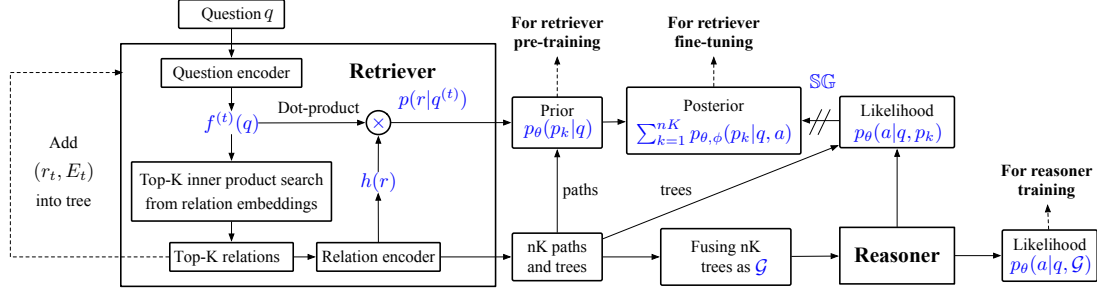 Question q
Question encoder
Retriever
f^{(t)}(q)
Dot-product
×
p(r|q^{(t)})
Add
(r_t, E_t)
into tree
Top-K inner product search
from relation embeddings
h(r)
Top-K relations
Relation encoder
For retriever
pre-training
For retriever
fine-tuning
Prior
p_θ(p_k|q)
Posterior
∑_{k=1}^{nK} p_{θ,ϕ}(p_k|q, a)
𝕊𝔾
Likelihood
p_θ(a|q, p_k)
paths
trees
For reasoner
training
nK paths
and trees
Fusing nK
trees as 𝒢
Reasoner
Likelihood
p_θ(a|q, 𝒢)